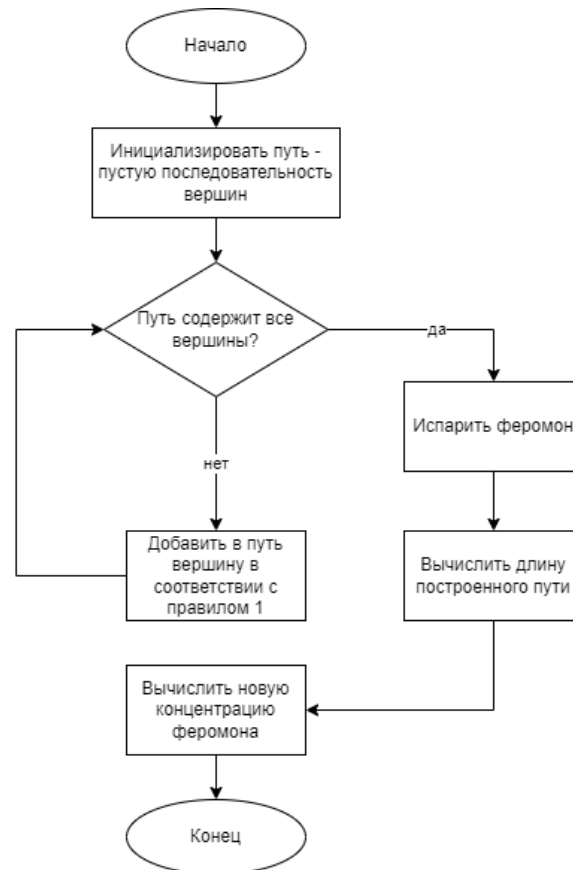 Начало
Инициализировать путь -
пустую последовательность
вершин
Путь содержит все
вершины?
да
нет
Испарить феромон
Добавить в путь
вершину в
соответствии с
правилом 1
Вычислить длину
построенного пути
Вычислить новую
концентрацию
феромона
Конец